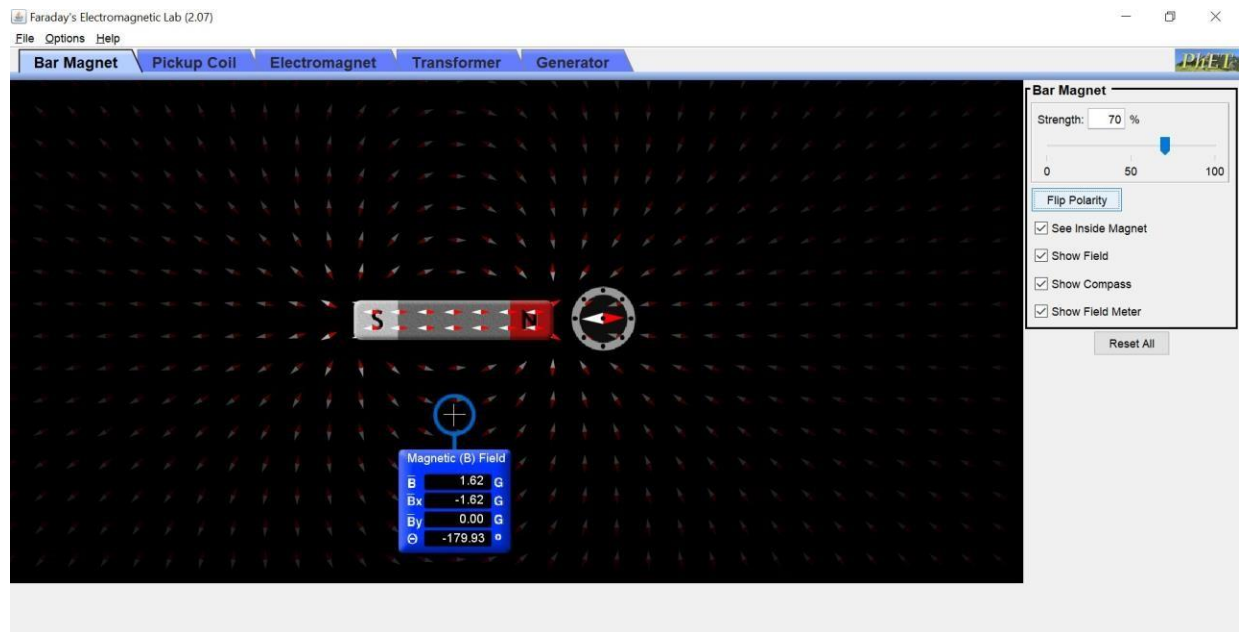 Faraday's Electromagnetic Lab (2.07)
File Options Help
Bar Magnet Pickup Coil Electromagnet Transformer Generator
PhET
Bar Magnet
Strength: 70 %
0 50 100
Flip Polarity
See Inside Magnet
Show Field
Show Compass
Show Field Meter
Reset All
S N
Magnetic (B) Field
B 1.62 G
Bx -1.62 G
By 0.00 G
Θ -179.93 °